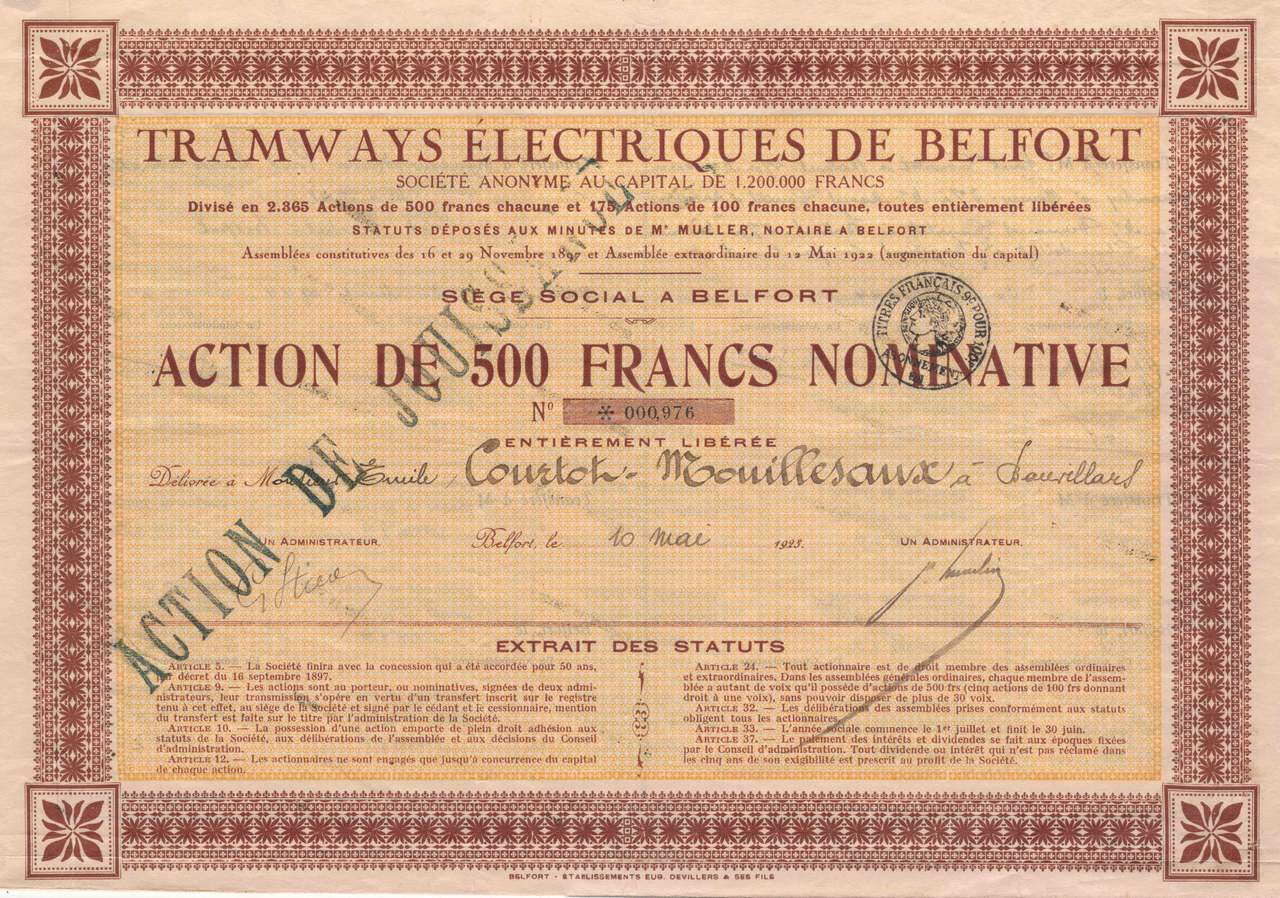 TRAMWAYS ÉLECTRIQUES DE BELFORT
SOCIÉTÉ ANONYME AU CAPITAL DE 1.200.000 FRANCS
Divisé en 2.365 Actions de 500 francs chacune et 175 Actions de 100 francs chacune, toutes entièrement libérées
STATUTS DÉPOSÉS AUX MINUTES DE Me MULLER, NOTAIRE A BELFORT
Assemblées constitutives des 16 et 29 Novembre 1897 et Assemblée extraordinaire du 12 Mai 1922 (augmentation du capital)
SIÈGE SOCIAL A BELFORT
TITRES FRANÇAIS 9c POUR 100f
ACTION DE 500 FRANCS NOMINATIVE
No * 000,976
ENTIÈREMENT LIBÉRÉE
Délivrée à Monsieur Emile Courtot-Mouillesaux, à
ACTION DE JOUISSANCE
UN ADMINISTRATEUR.
Belfort, le 10 mai 1923.
UN ADMINISTRATEUR.
EXTRAIT DES STATUTS
ARTICLE 5. — La Société finira avec la concession qui a été accordée pour 50 ans,
par décret du 16 septembre 1897.
ARTICLE 9. — Les actions sont au porteur, ou nominatives, signées de deux admi-
nistrateurs, leur transmission s'opère en vertu d'un transfert inscrit sur le registre
tenu à cet effet, au siège de la Société et signé par le cédant et le cessionnaire, mention
du transfert est faite sur le titre par l'administration de la Société.
ARTICLE 10. — La possession d'une action emporte de plein droit adhésion aux
statuts de la Société, aux délibérations de l'assemblée et aux décisions du Conseil
d'administration.
ARTICLE 12. — Les actionnaires ne sont engagés que jusqu'à concurrence du capital
de chaque action.
ARTICLE 24. — Tout actionnaire est de droit membre des assemblées ordinaires
et extraordinaires. Dans les assemblées générales ordinaires, chaque membre de l'assem-
blée a autant de voix qu'il possède d'actions de 500 frs (cinq actions de 100 frs donnant
droit à une voix), sans pouvoir disposer de plus de 30 voix.
ARTICLE 32. — Les délibérations des assemblées prises conformément aux statuts
obligent tous les actionnaires.
ARTICLE 33. — L'année sociale commence le 1er juillet et finit le 30 juin.
ARTICLE 37. — Le paiement des intérêts et dividendes se fait aux époques fixées
par le Conseil d'administration. Tout dividende ou intérêt qui n'est pas réclamé dans
les cinq ans de son exigibilité est prescrit au profit de la Société.
BELFORT - ÉTABLISSEMENTS EUG. DEVILLERS & SES FILS